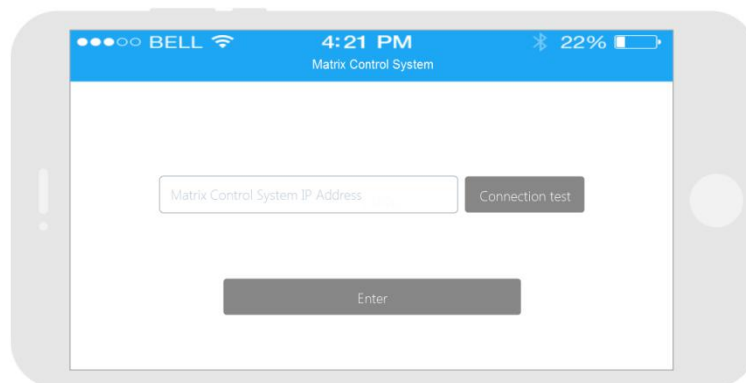 BELL 4:21 PM 22%
Matrix Control System
Matrix Control System IP Address Connection test
Enter